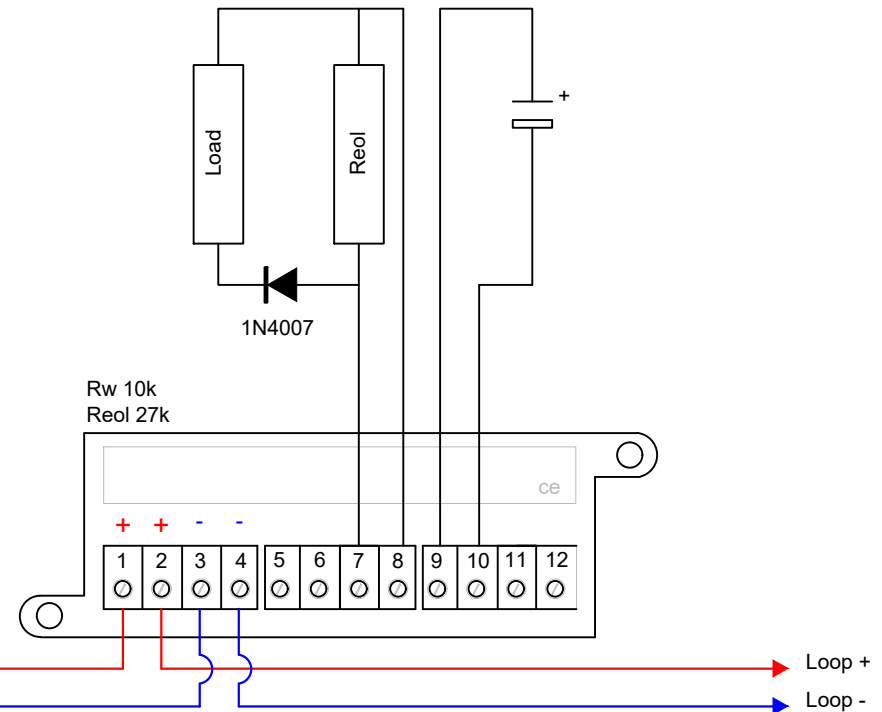 +
Load
Reol
1N4007
Rw 10k
Reol 27k
ce
+ + - -
1 2 3 4 5 6 7 8 9 10 11 12
Loop +
Loop -